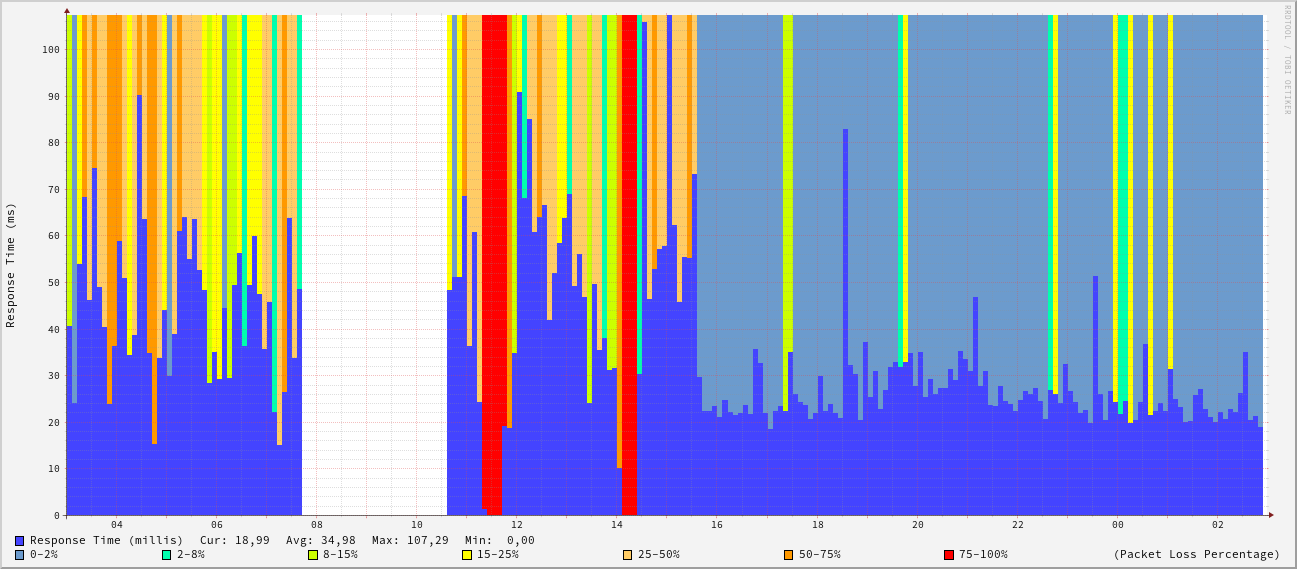 RRDTOOL / TOBI OETIKER
Response Time (ms)
100
90
80
70
60
50
40
30
20
10
0
04 06 08 10 12 14 16 18 20 22 00 02
Response Time (millis) Cur: 18,99 Avg: 34,98 Max: 107,29 Min: 0,00
0-2% 2-8% 8-15% 15-25% 25-50% 50-75% 75-100% (Packet Loss Percentage)